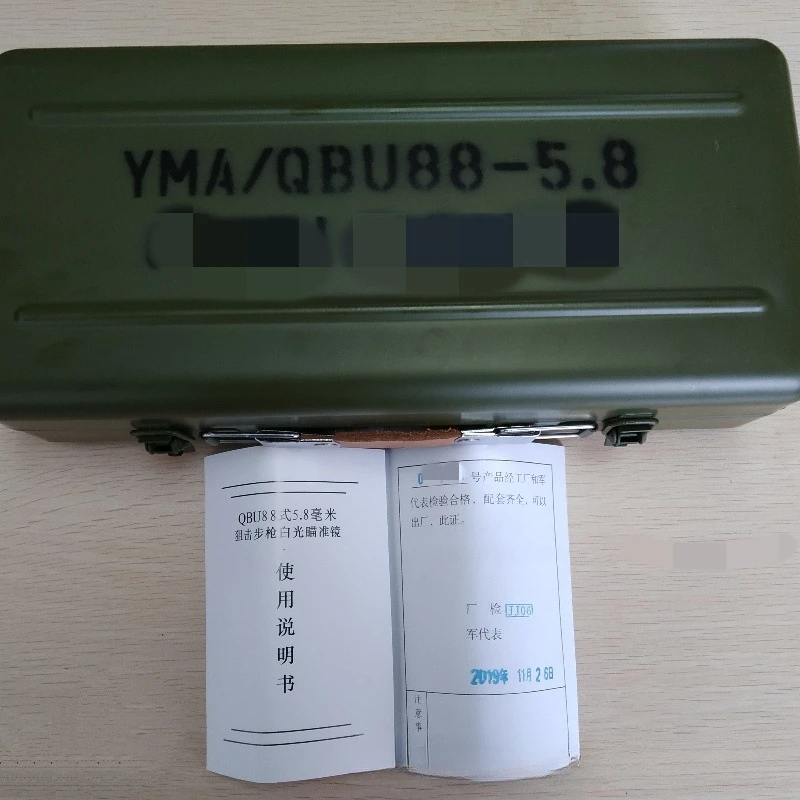 YMA/QBU88-5.8
QBU88式5.8毫米
狙击步枪白光瞄准镜
使
用
说
明
书
号产品经工厂和军
代表检验合格，配套齐全，可以
出厂，此证。
厂 检
军代表
2019年 11月 26日
注
意
事